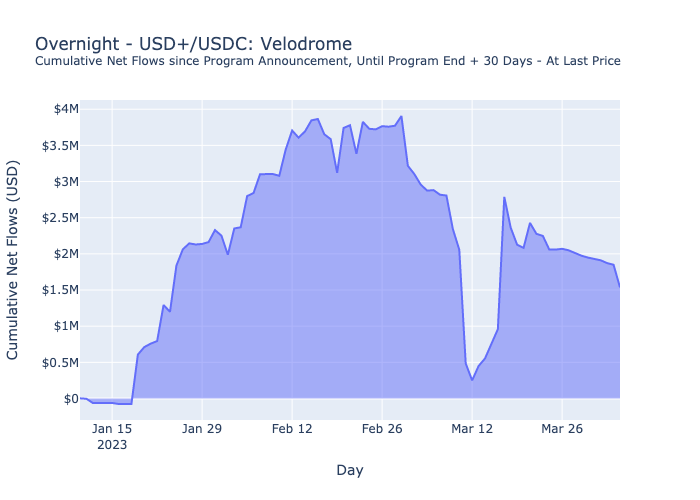 Overnight - USD+/USDC: Velodrome
Cumulative Net Flows since Program Announcement, Until Program End + 30 Days - At Last Price
$4M
$3.5M
$3M
$2.5M
$2M
$1.5M
$1M
$0.5M
$0
Cumulative Net Flows (USD)
Jan 15
2023
Jan 29
Feb 12
Feb 26
Mar 12
Mar 26
Day